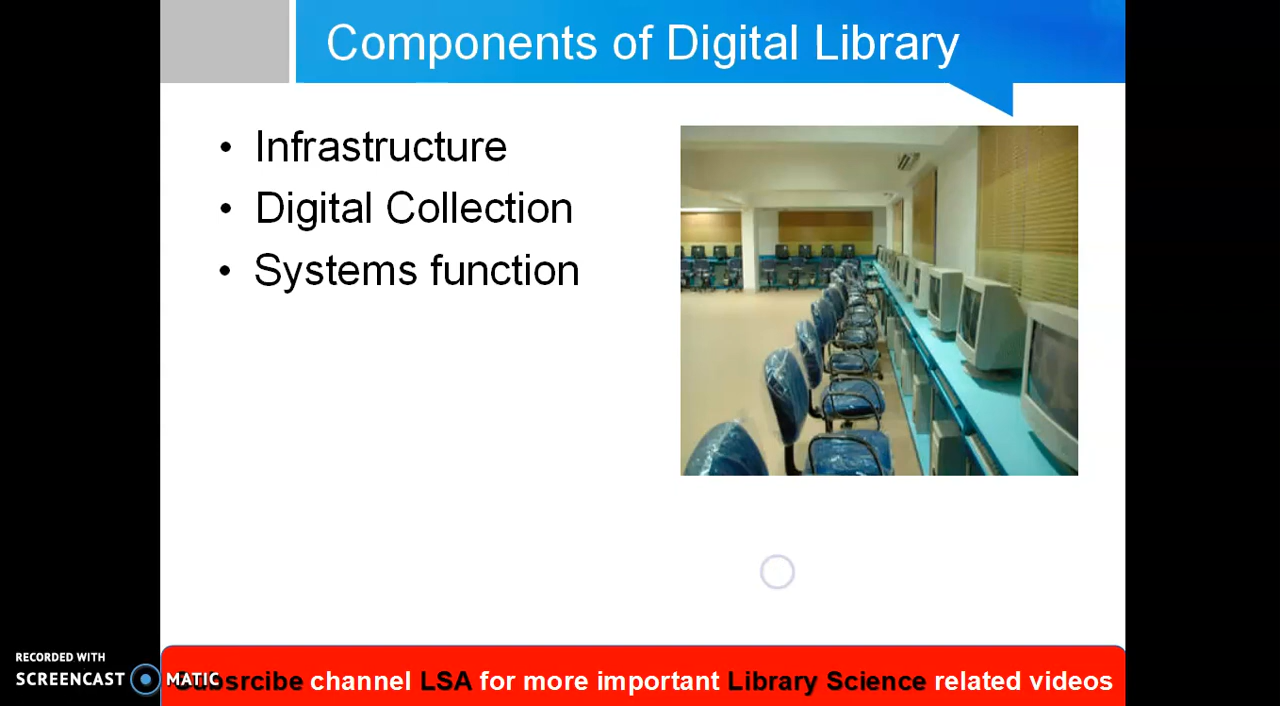 Components of Digital Library
• Infrastructure
• Digital Collection
• Systems function
RECORDED WITH
SCREENCAST MATIC
Subsrcibe channel LSA for more important Library Science related videos